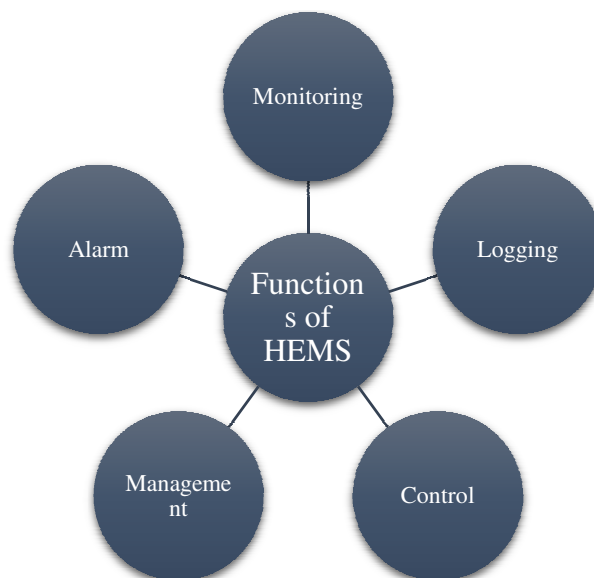 Monitoring
Alarm
Logging
Function
s of
HEMS
Manageme
nt
Control